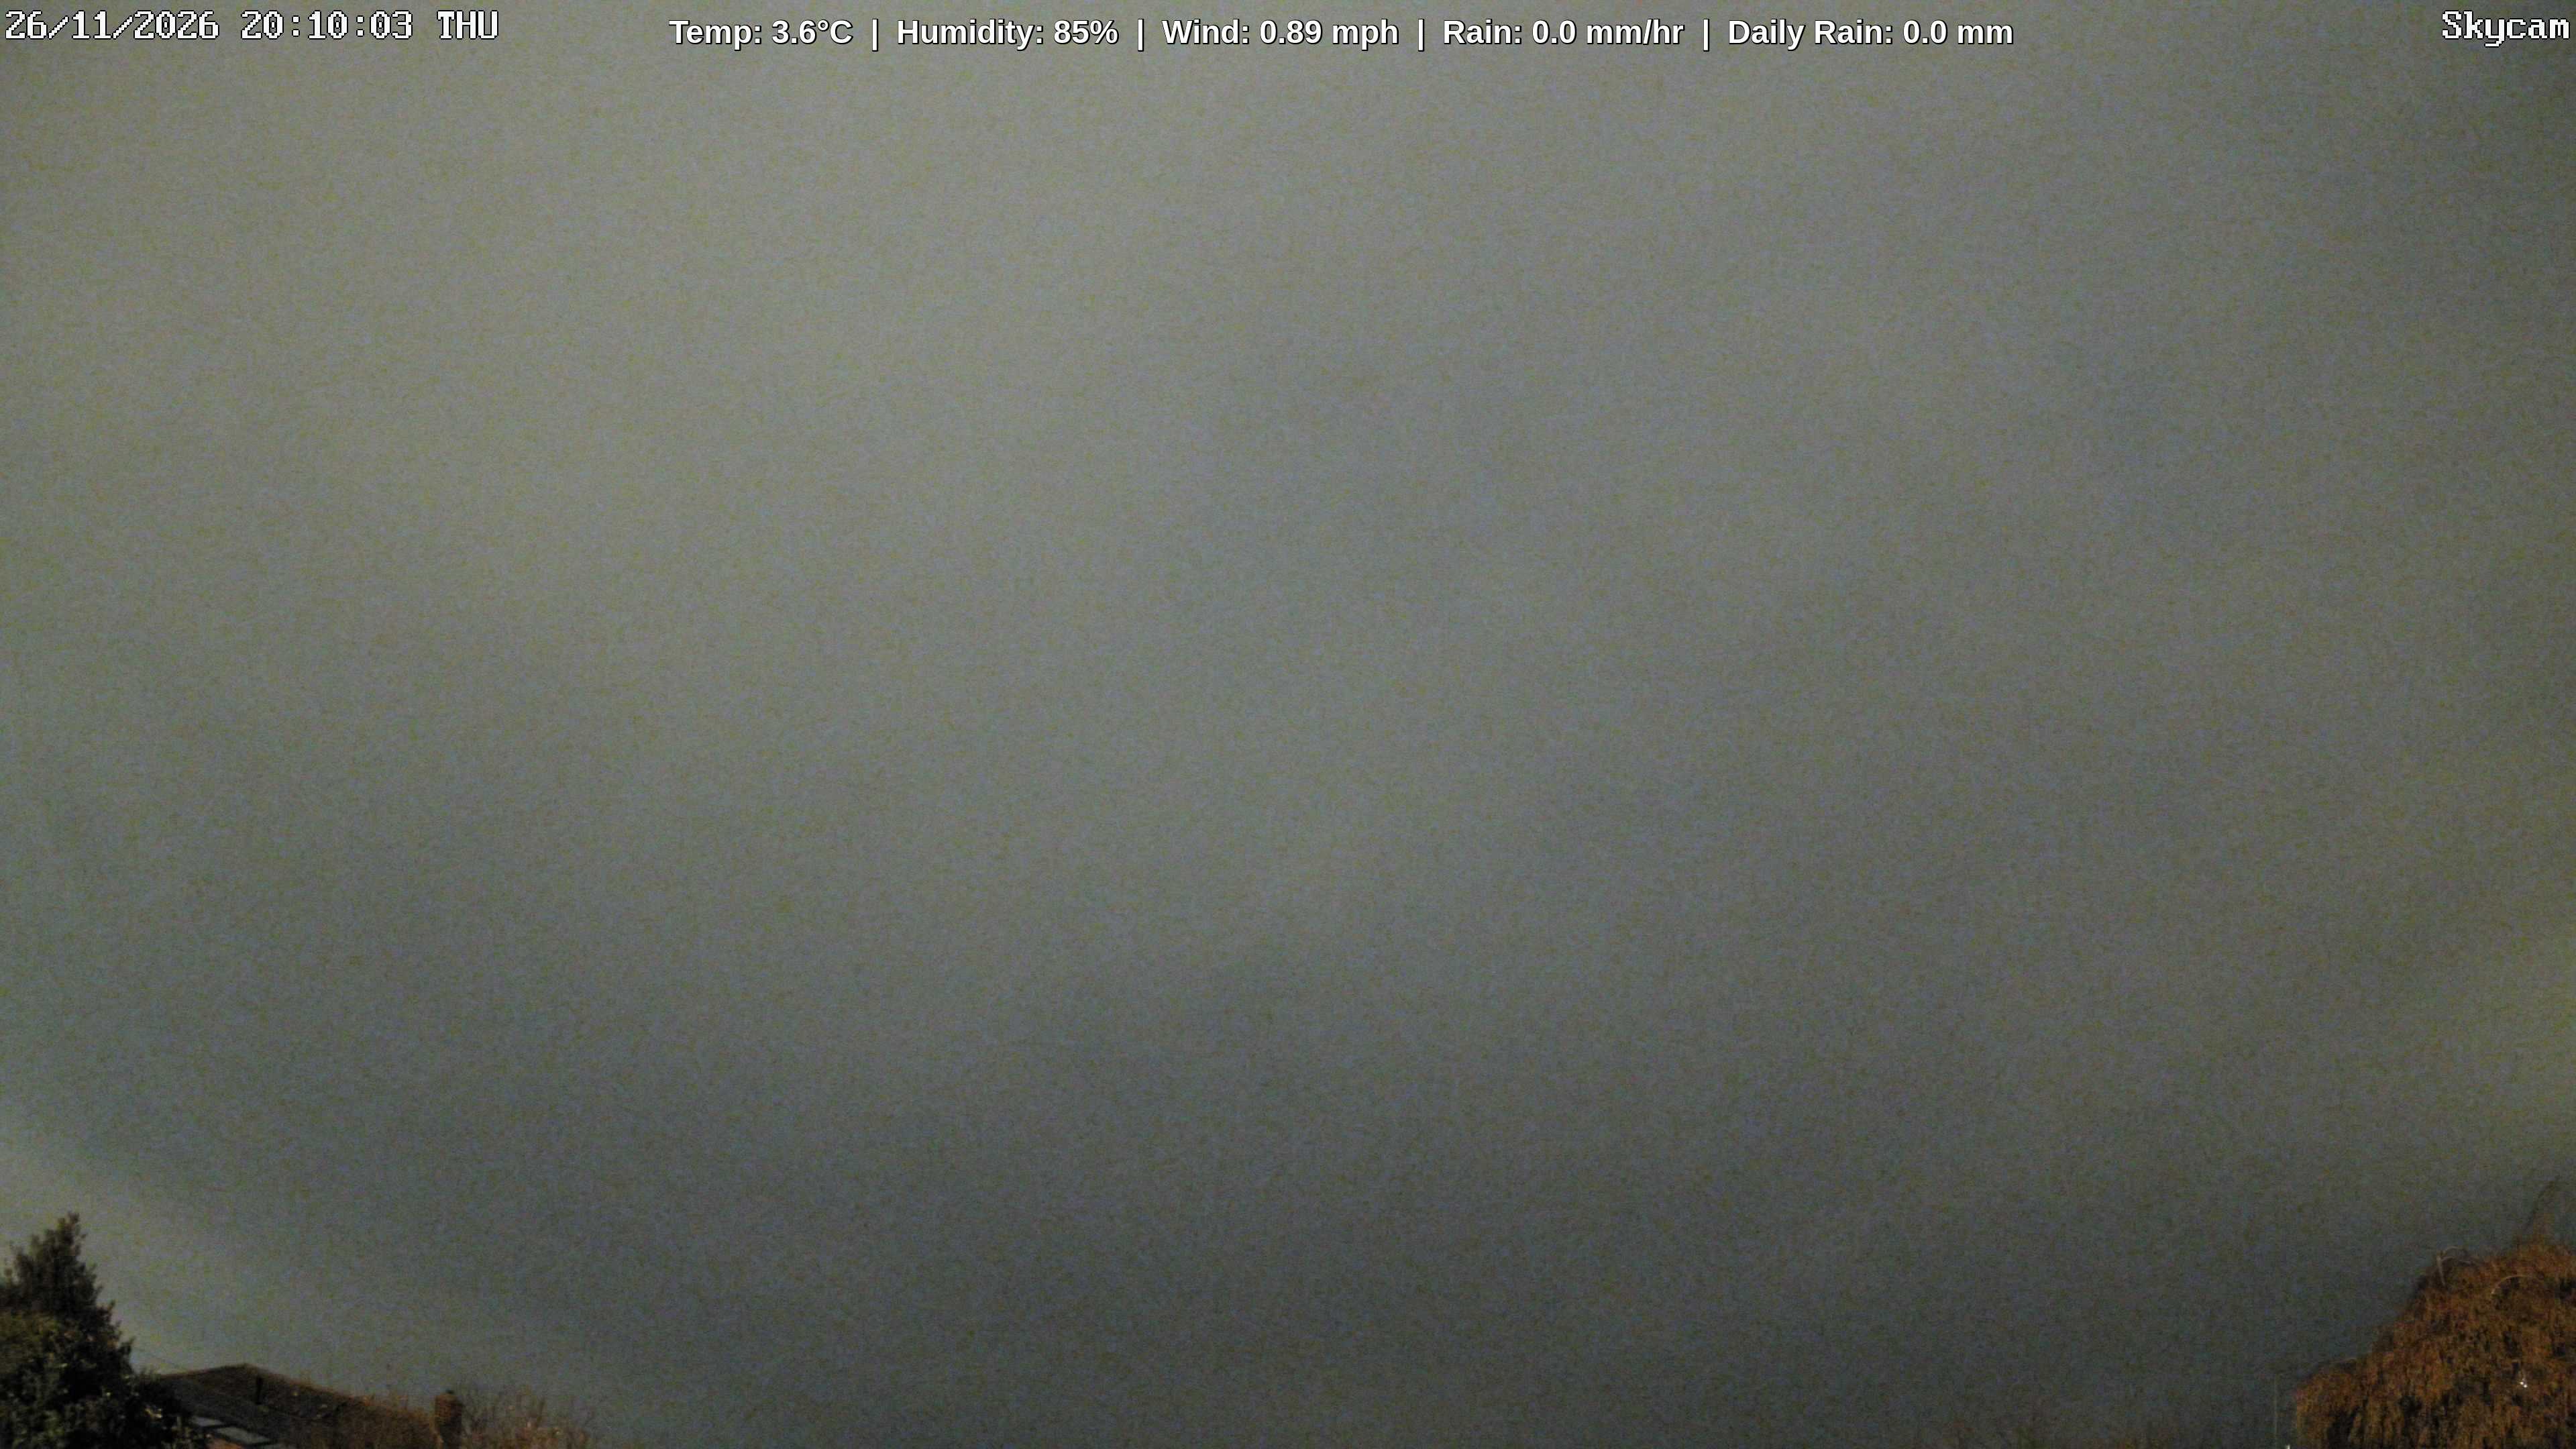 26/11/2026 20:10:03 THU
Temp: 3.6°C | Humidity: 85% | Wind: 0.89 mph | Rain: 0.0 mm/hr | Daily Rain: 0.0 mm
Skycam